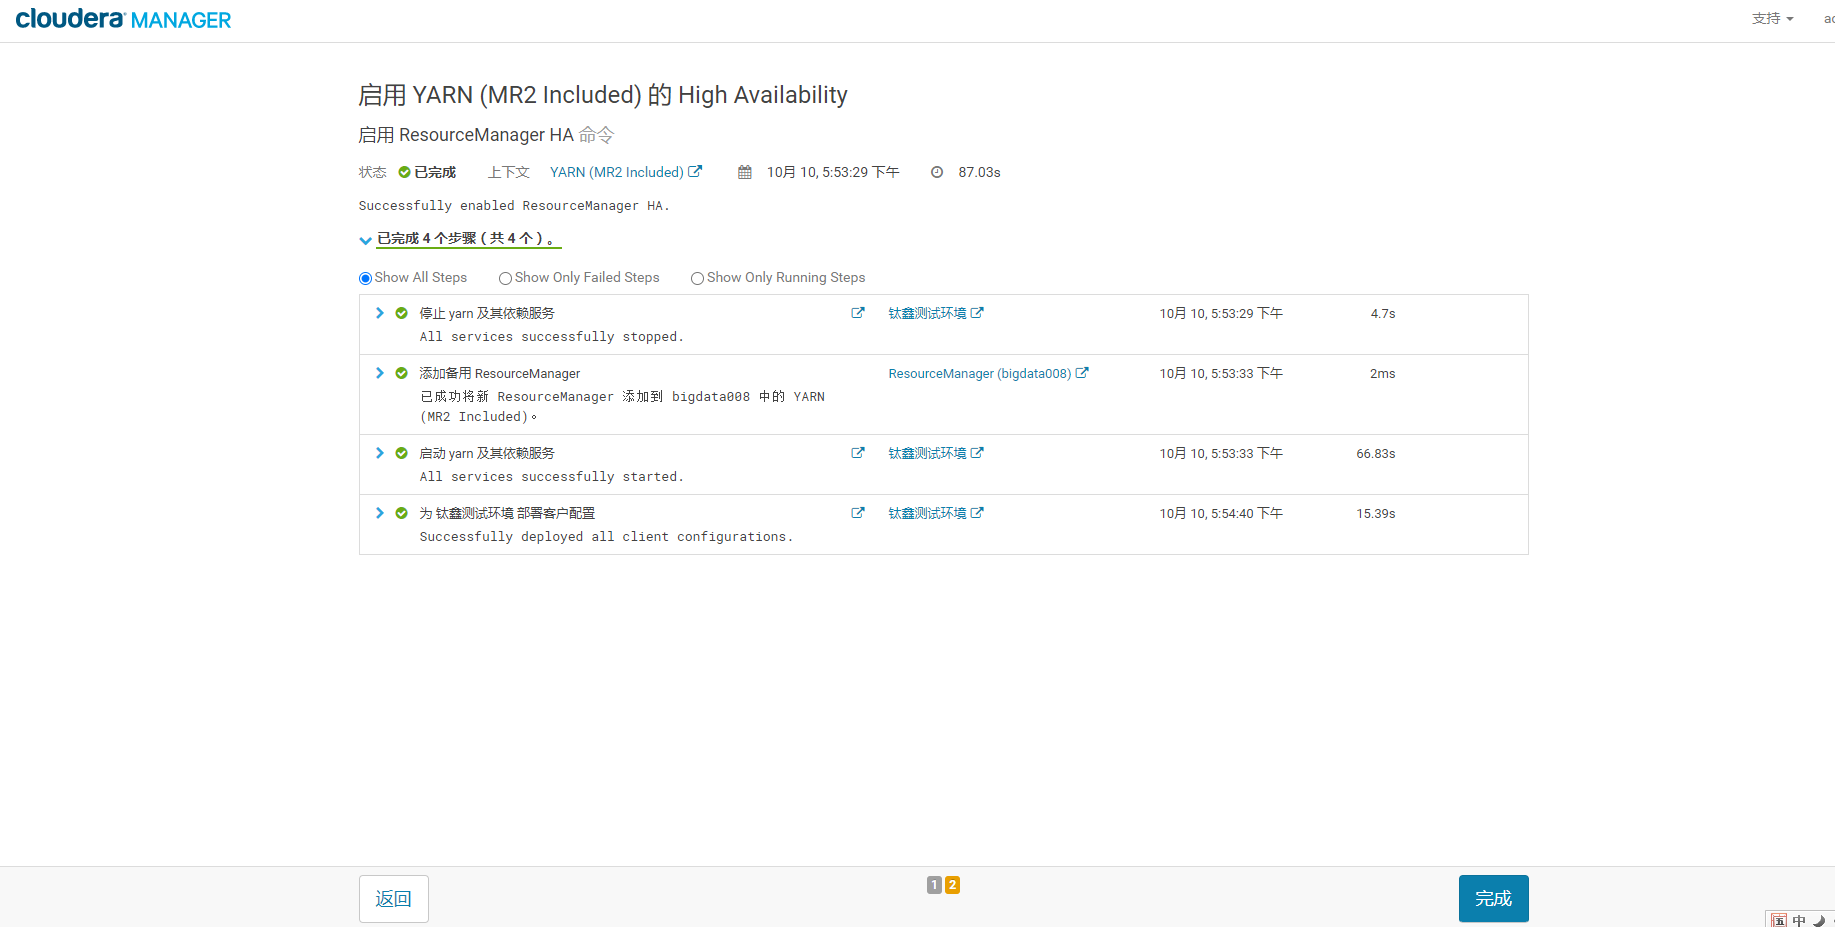 cloudera MANAGER
支持
启用 YARN (MR2 Included) 的 High Availability
启用 ResourceManager HA 命令
状态 已完成 上下文 YARN (MR2 Included) 10月 10, 5:53:29 下午 87.03s
Successfully enabled ResourceManager HA.
已完成 4 个步骤（共 4 个）。
Show All Steps Show Only Failed Steps Show Only Running Steps
停止 yarn 及其依赖服务 钛鑫测试环境 10月 10, 5:53:29 下午 4.7s
All services successfully stopped.
添加备用 ResourceManager ResourceManager (bigdata008) 10月 10, 5:53:33 下午 2ms
已成功将新 ResourceManager 添加到 bigdata008 中的 YARN
(MR2 Included)。
启动 yarn 及其依赖服务 钛鑫测试环境 10月 10, 5:53:33 下午 66.83s
All services successfully started.
为 钛鑫测试环境 部署客户配置 钛鑫测试环境 10月 10, 5:54:40 下午 15.39s
Successfully deployed all client configurations.
返回 1 2 完成
五 中